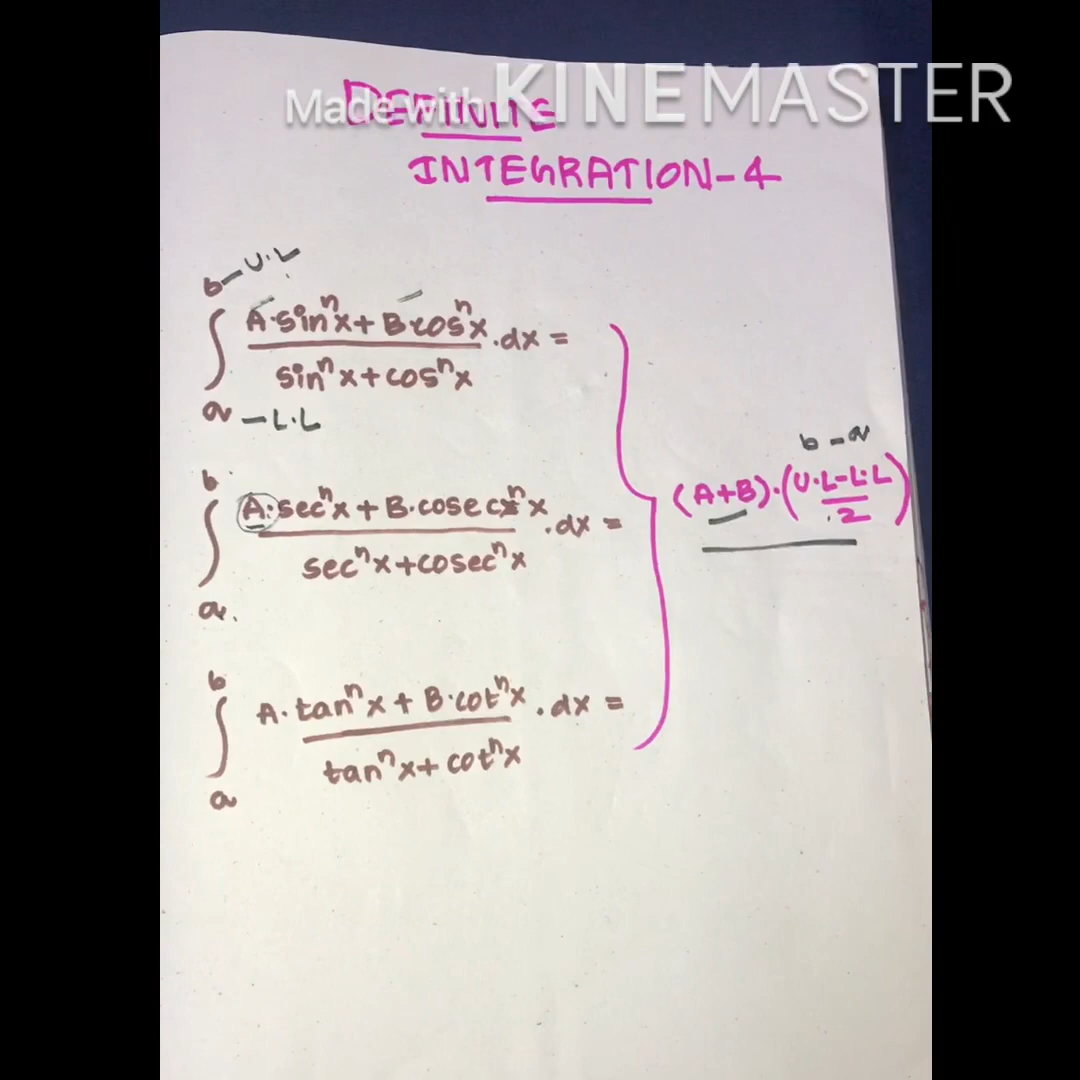 Made with KINEMASTER
DEFINITE
INTEGRATION-4
b-U.L
∫ A.sinⁿx+B.cosⁿx .dx =
sinⁿx+cosⁿx
a-L.L
b
∫ A.secⁿx+B.cosecⁿx .dx =
secⁿx+cosecⁿx
a.
b-a
(A+B).(U.L-L.L)
2
b
∫ A.tanⁿx+B.cotⁿx .dx =
tanⁿx+cotⁿx
a